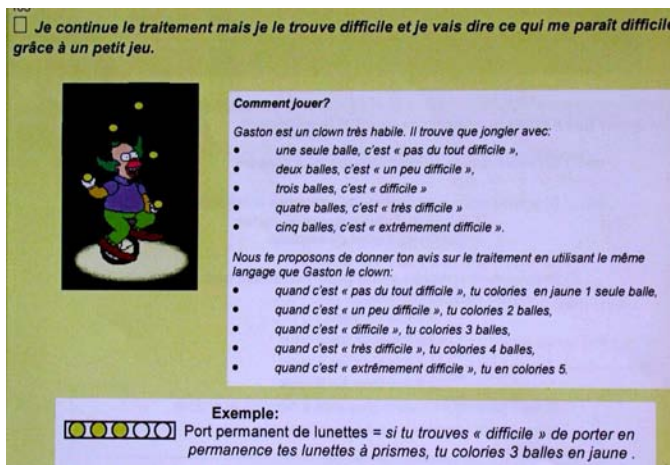 ☐ Je continue le traitement mais je le trouve difficile et je vais dire ce qui me paraît difficile
grâce à un petit jeu.
Comment jouer?
Gaston est un clown très habile. Il trouve que jongler avec:
• une seule balle, c'est « pas du tout difficile »,
• deux balles, c'est « un peu difficile »,
• trois balles, c'est « difficile »
• quatre balles, c'est « très difficile »
• cinq balles, c'est « extrêmement difficile ».
Nous te proposons de donner ton avis sur le traitement en utilisant le même
langage que Gaston le clown:
• quand c'est « pas du tout difficile », tu colories en jaune 1 seule balle,
• quand c'est « un peu difficile », tu colories 2 balles,
• quand c'est « difficile », tu colories 3 balles,
• quand c'est « très difficile », tu colories 4 balles,
• quand c'est « extrêmement difficile », tu en colories 5.
Exemple:
Port permanent de lunettes = si tu trouves « difficile » de porter en
permanence tes lunettes à prismes, tu colories 3 balles en jaune .